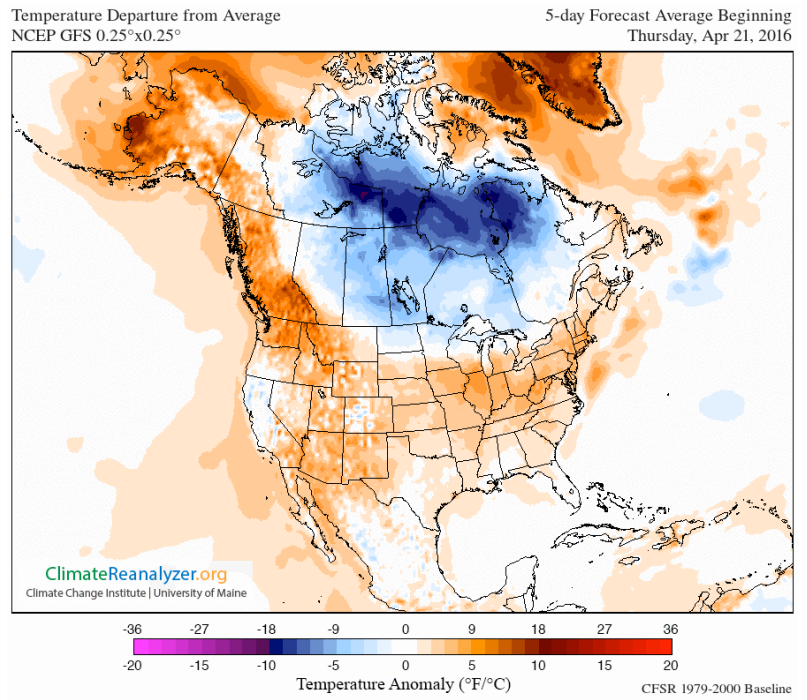 Temperature Departure from Average
NCEP GFS 0.25°x0.25°
5-day Forecast Average Beginning
Thursday, Apr 21, 2016
ClimateReanalyzer.org
Climate Change Institute | University of Maine
-36 -27 -18 -9 0 9 18 27 36
-20 -15 -10 -5 0 5 10 15 20
Temperature Anomaly (°F/°C)
CFSR 1979-2000 Baseline